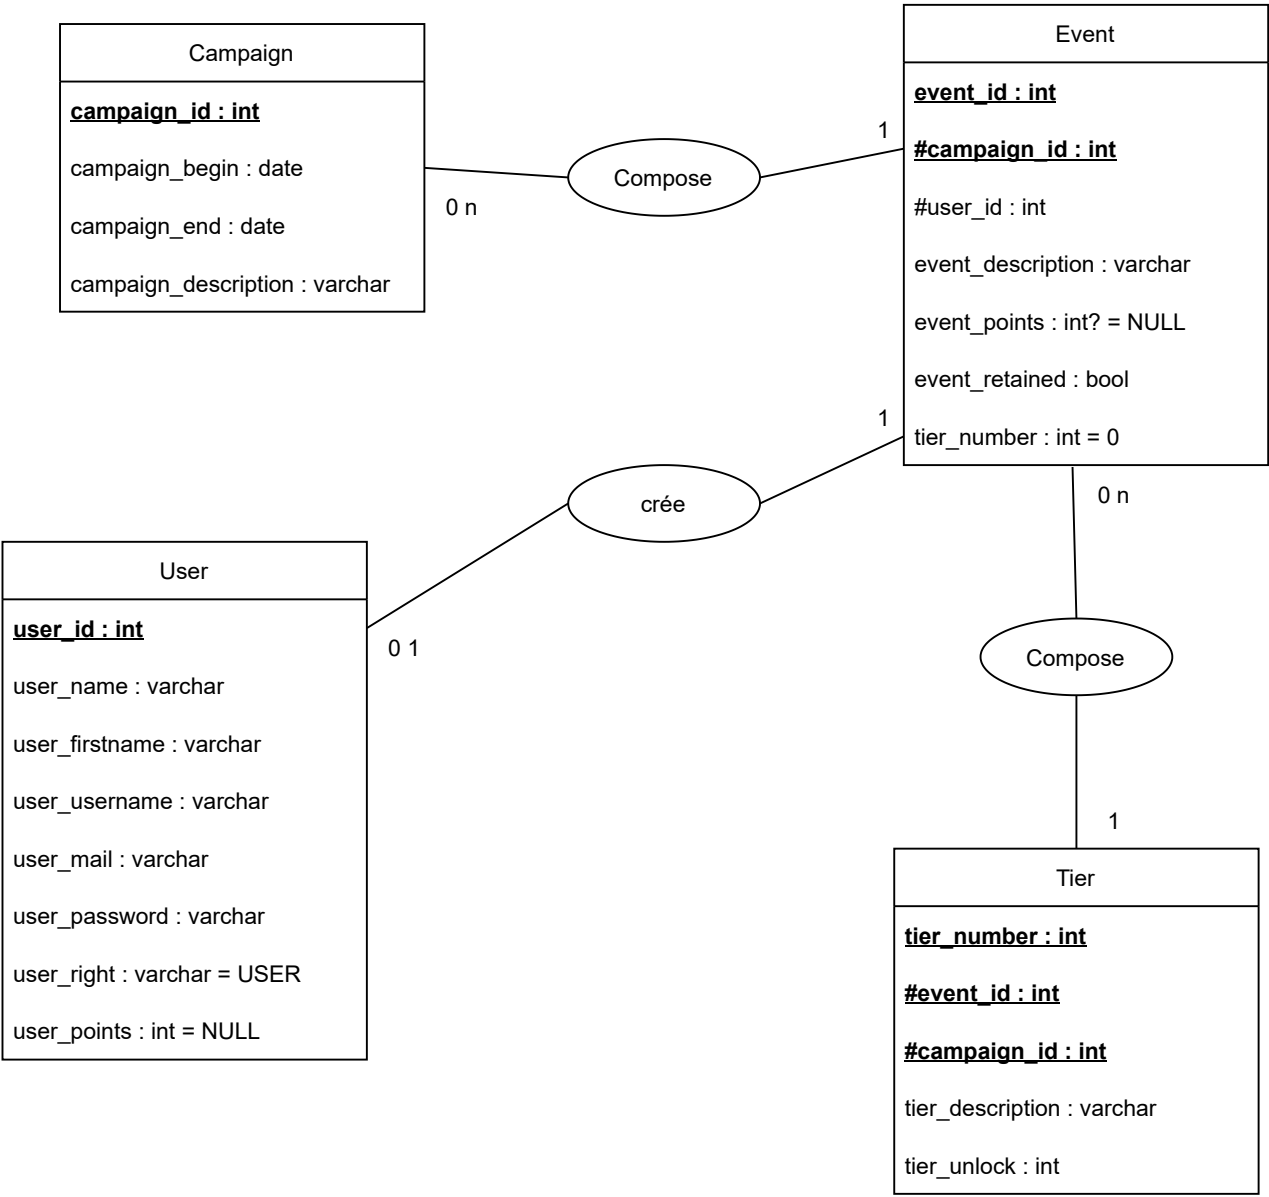 Campaign
campaign_id : int
campaign_begin : date
campaign_end : date
campaign_description : varchar
0 n
Compose
1
Event
event_id : int
#campaign_id : int
#user_id : int
event_description : varchar
event_points : int? = NULL
event_retained : bool
tier_number : int = 0
1
crée
0 1
User
user_id : int
user_name : varchar
user_firstname : varchar
user_username : varchar
user_mail : varchar
user_password : varchar
user_right : varchar = USER
user_points : int = NULL
0 n
Compose
1
Tier
tier_number : int
#event_id : int
#campaign_id : int
tier_description : varchar
tier_unlock : int